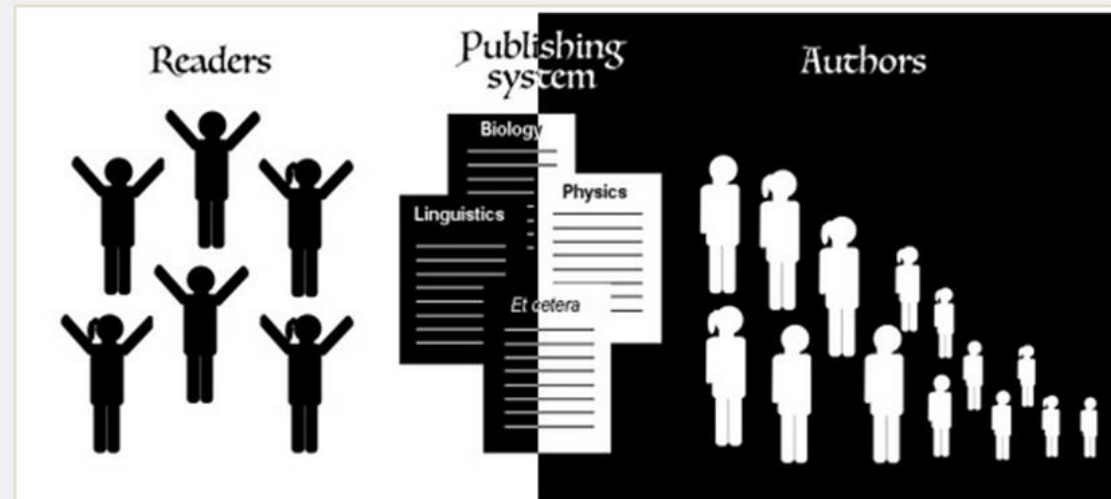 Readers
Publishing
system
Authors
Biology
Physics
Linguistics
Et cetera